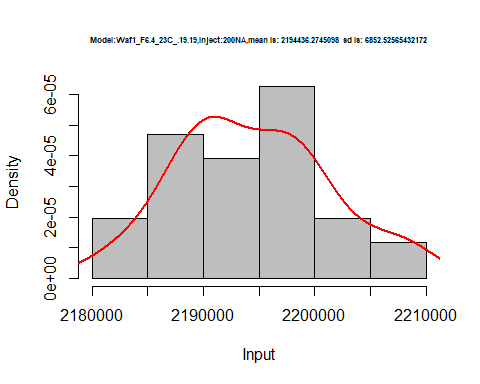 Model:Waf1_F6.4_23C_.19.19,Inject:200NA,mean is: 2194436.2745098 sd is: 6852.52565432172
Density
6e-05
4e-05
2e-05
0e+00
2180000 2190000 2200000 2210000
Input